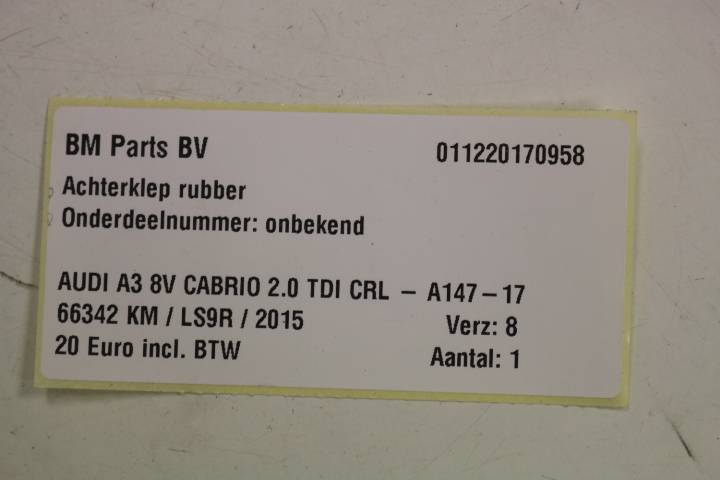 BM Parts BV 011220170958
Achterklep rubber
Onderdeelnummer: onbekend
AUDI A3 8V CABRIO 2.0 TDI CRL – A147–17
66342 KM / LS9R / 2015 Verz: 8
20 Euro incl. BTW Aantal: 1